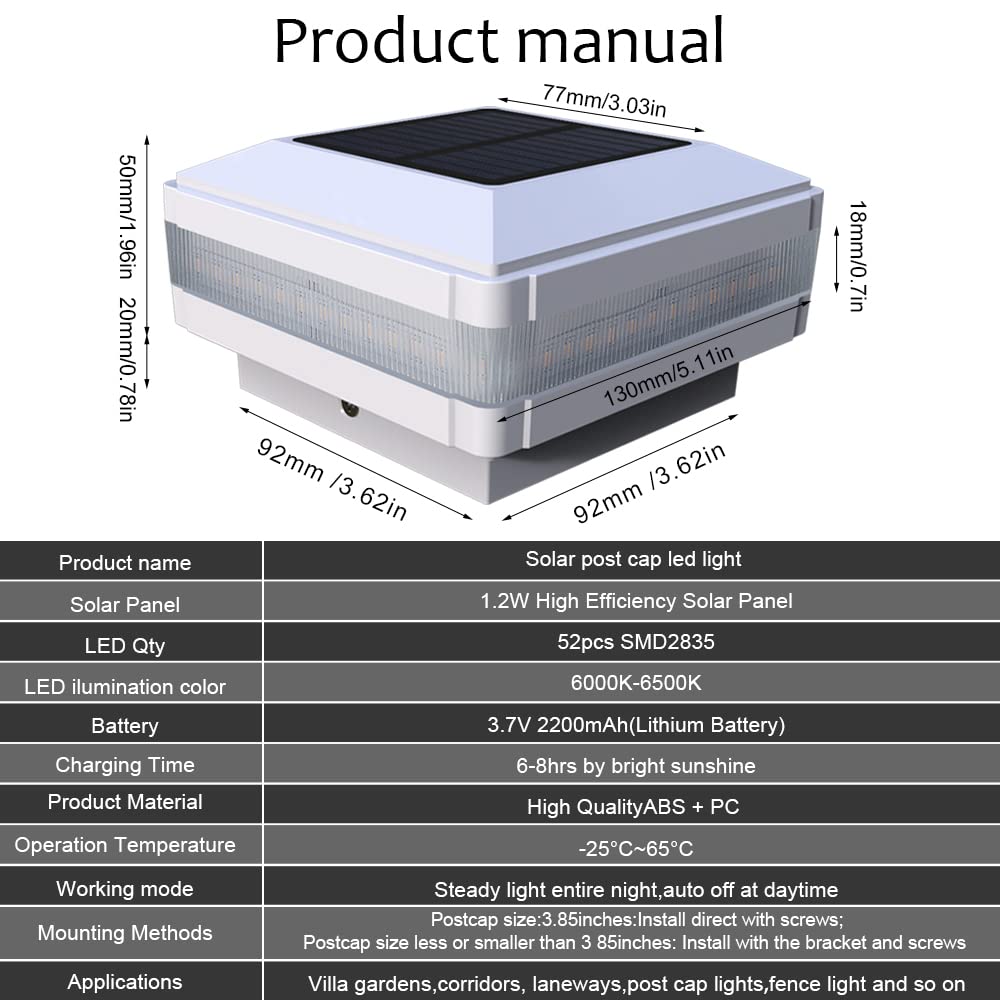 Product manual
77mm/3.03in
50mm/1.96in
18mm/0.7in
20mm/0.78in
130mm/5.11in
92mm /3.62in
92mm /3.62in
Product name
Solar post cap led light
Solar Panel
1.2W High Efficiency Solar Panel
LED Qty
52pcs SMD2835
LED ilumination color
6000K-6500K
Battery
3.7V 2200mAh(Lithium Battery)
Charging Time
6-8hrs by bright sunshine
Product Material
High QualityABS + PC
Operation Temperature
-25°C~65°C
Working mode
Steady light entire night,auto off at daytime
Mounting Methods
Postcap size:3.85inches:Install direct with screws;
Postcap size less or smaller than 3 85inches: Install with the bracket and screws
Applications
Villa gardens,corridors, laneways,post cap lights,fence light and so on